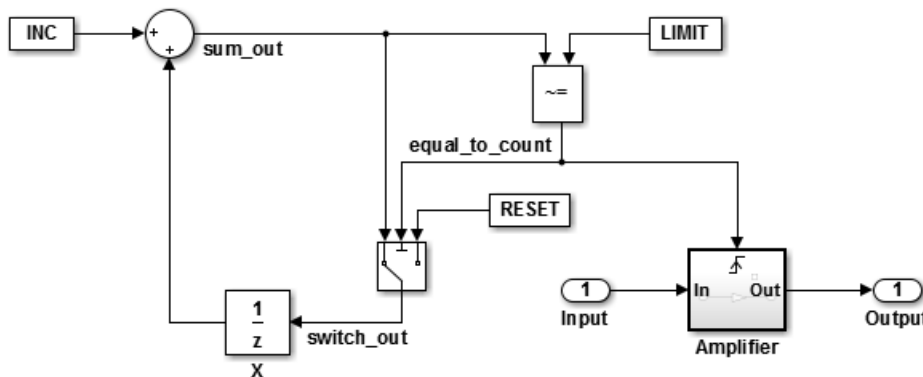 INC
+
+
sum_out
LIMIT
~=
equal_to_count
RESET
1
z
X
switch_out
1
Input
In
Out
Amplifier
1
Output